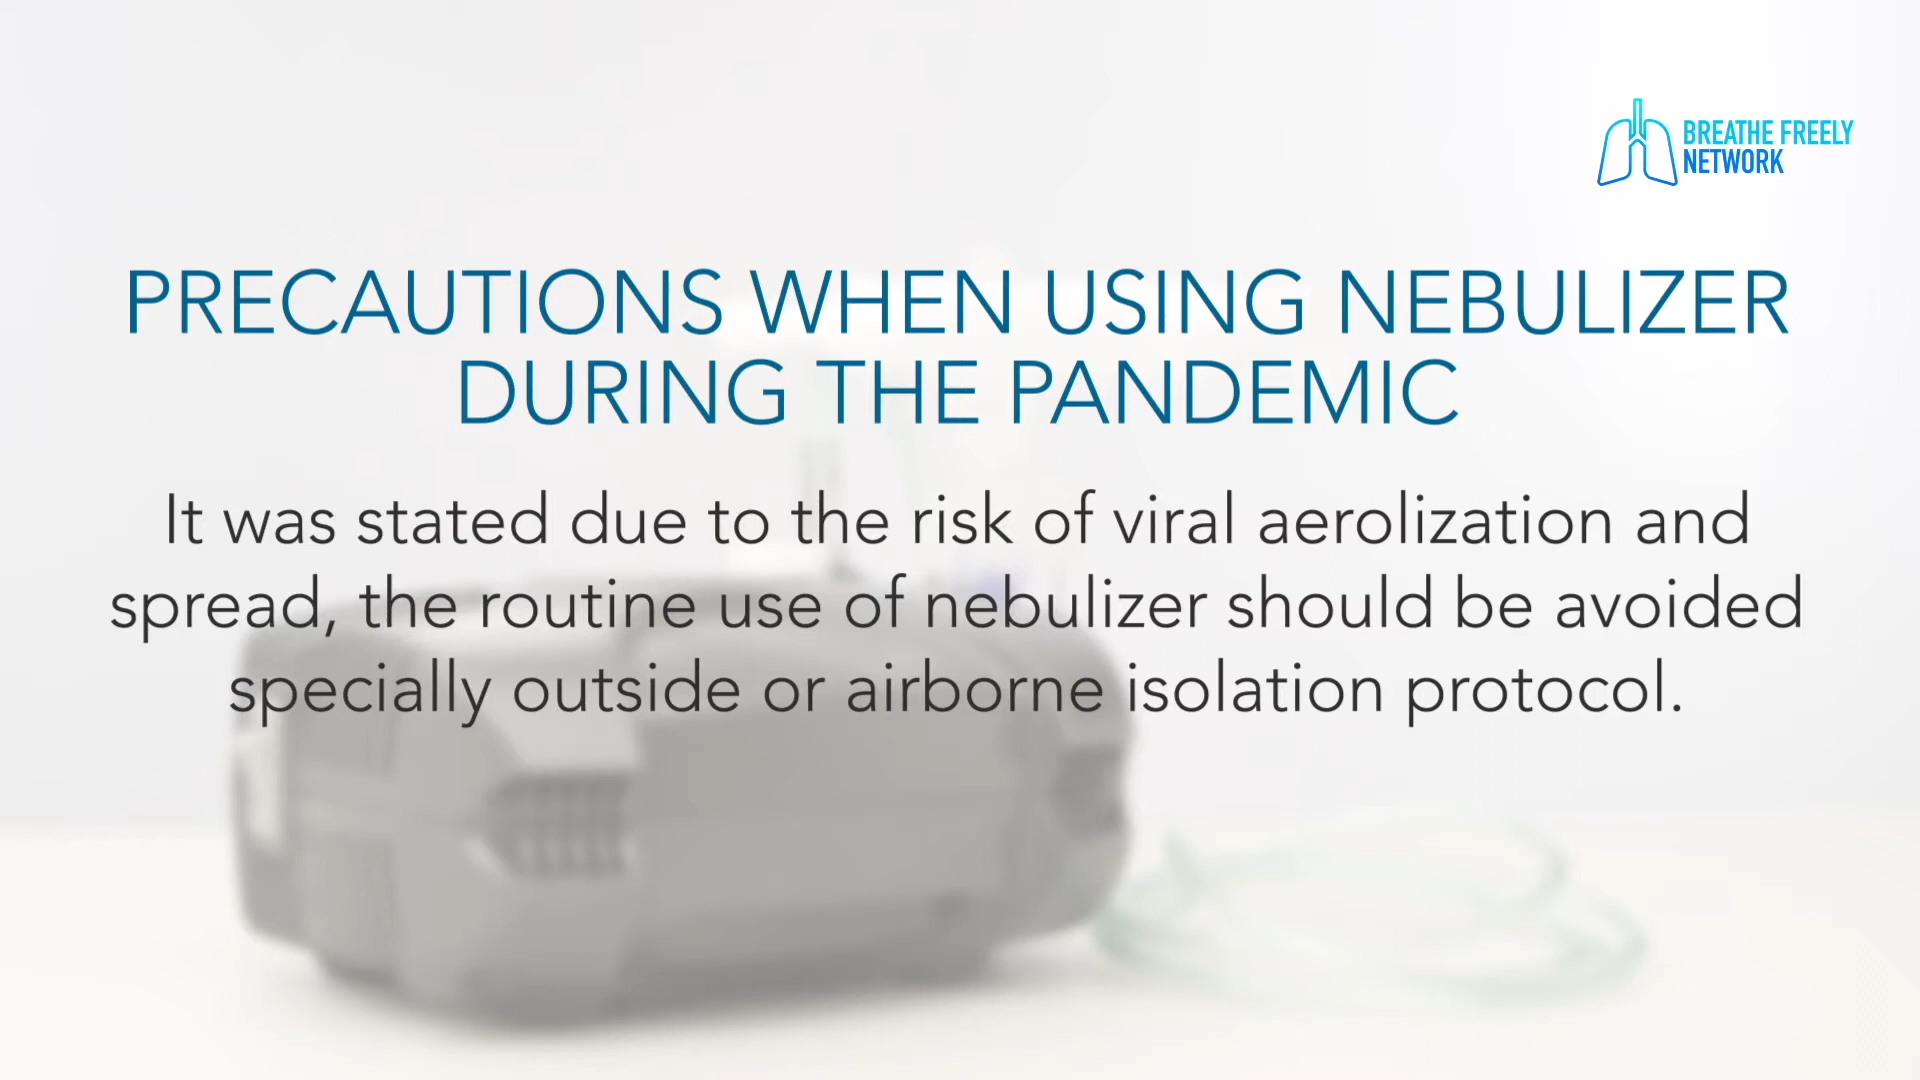 BREATHE FREELY
NETWORK
PRECAUTIONS WHEN USING NEBULIZER
DURING THE PANDEMIC
It was stated due to the risk of viral aerolization and
spread, the routine use of nebulizer should be avoided
specially outside or airborne isolation protocol.